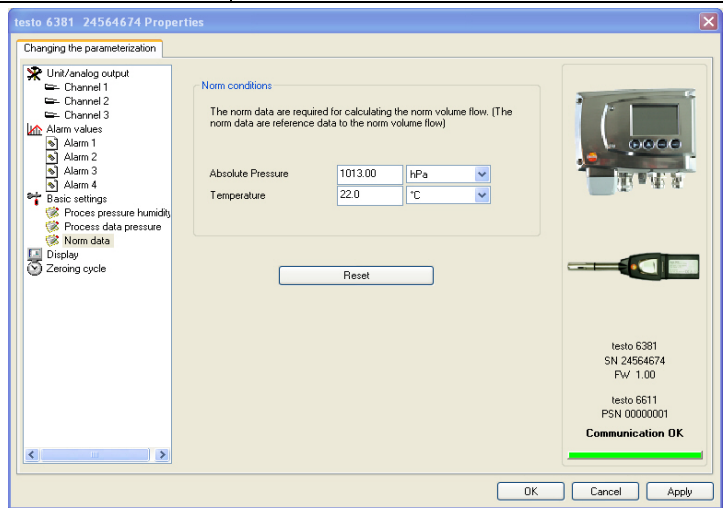 testo 6381 24564674 Properties
Changing the parameterization
Unit/analog output
Channel 1
Channel 2
Channel 3
Alarm values
Alarm 1
Alarm 2
Alarm 3
Alarm 4
Basic settings
Proces pressure humidity
Process data pressure
Norm data
Display
Zeroing cycle
Norm conditions
The norm data are required for calculating the norm volume flow. (The
norm data are reference data to the norm volume flow)
Absolute Pressure 1013.00 hPa
Temperature 22.0 °C
Reset
testo 6381
SN 24564674
FW 1.00
testo 6611
PSN 00000001
Communication OK
OK Cancel Apply